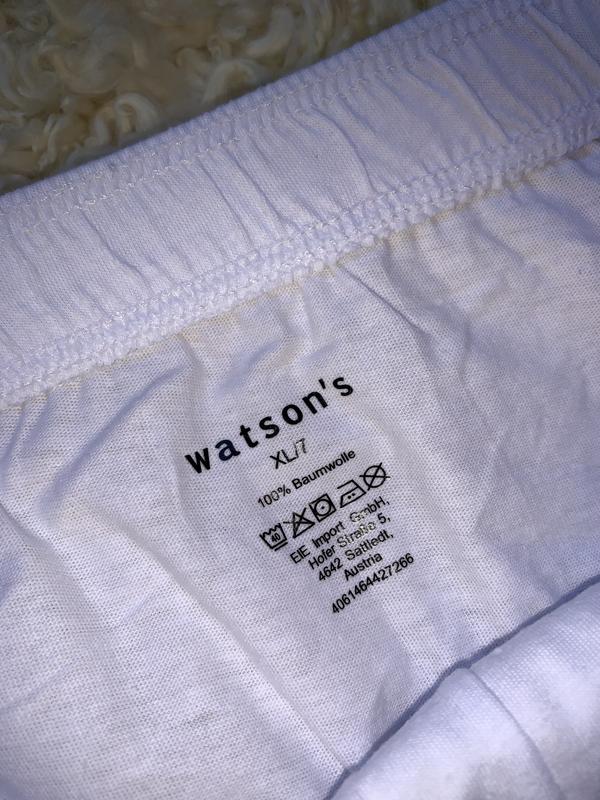 watson's
XL/7
100% Baumwolle
40
EIE Import GmbH,
Hofer Straße 5,
4642 Sattledt,
Austria
4061464427266